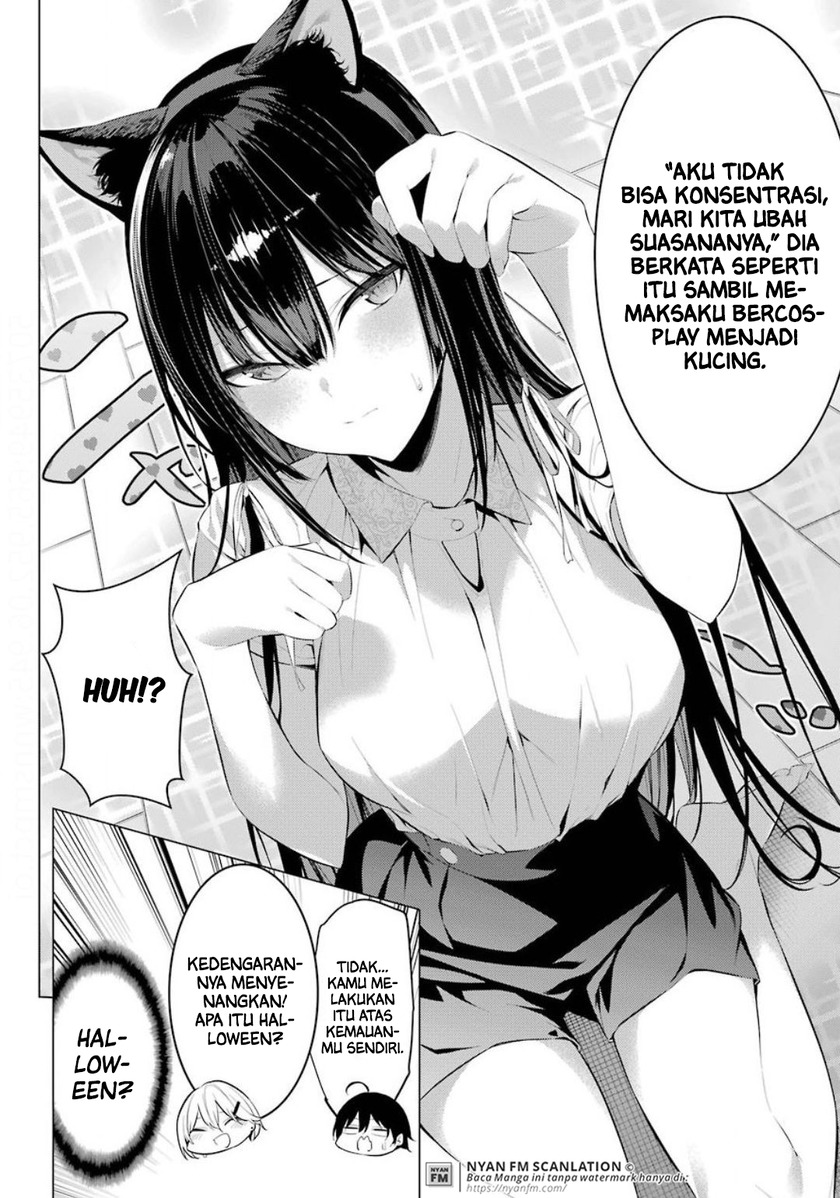 "AKU TIDAK
BISA KONSENTRASI,
MARI KITA UBAH
SUASANANYA," DIA
BERKATA SEPERTI
ITU SAMBIL ME-
MAKSAKU BERCOS-
PLAY MENJADI
KUCING.
HUH!?
TIDAK...
KAMU ME-
LAKUKAN
ITU ATAS
KEMAUAN-
MU SENDIRI.
KEDENGARAN-
NYA MENYE-
NANGKAN!
APA ITU HAL-
LOWEEN?
HAL-
LOW-
EEN?
NYAN FM
NYAN FM SCANLATION ©
Baca Manga ini tanpa watermark hanya di :
https://nyanfm.com/